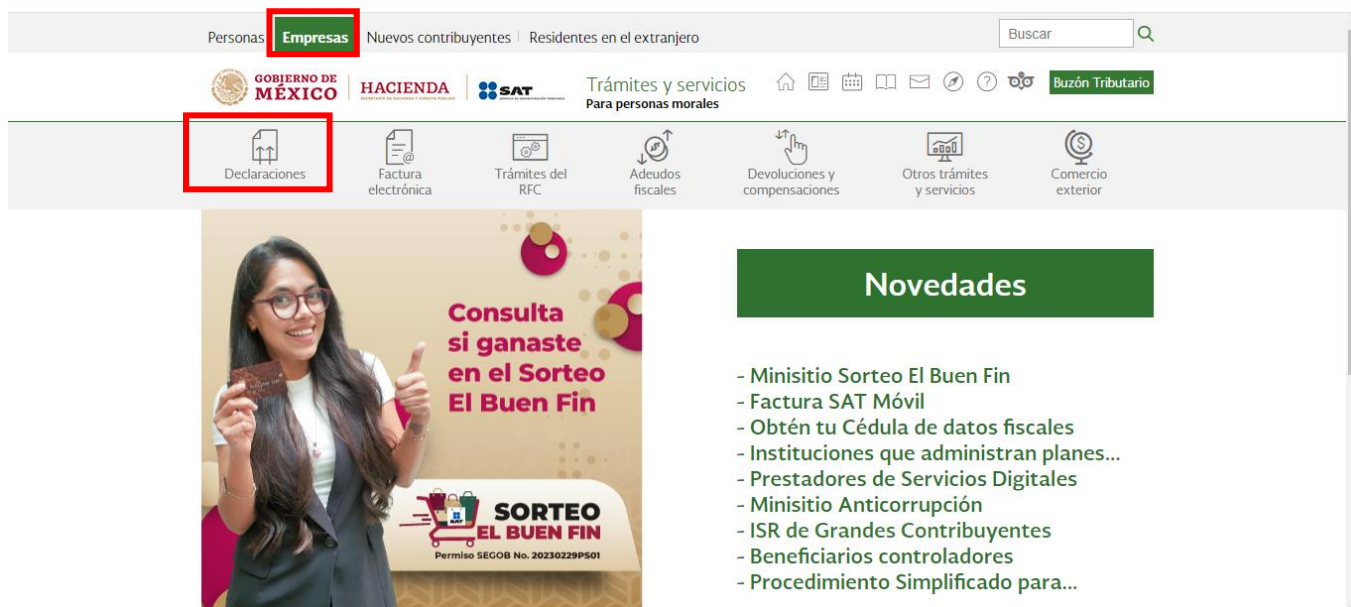 Personas Empresas Nuevos contribuyentes Residentes en el extranjero Buscar
GOBIERNO DE MÉXICO HACIENDA SAT
Trámites y servicios
Para personas morales
Buzón Tributario
Declaraciones
Factura
electrónica
Trámites del
RFC
Adeudos
fiscales
Devoluciones y
compensaciones
Otros trámites
y servicios
Comercio
exterior
Consulta
si ganaste
en el Sorteo
El Buen Fin
SAT
SORTEO
EL BUEN FIN
Permiso SEGOB No. 20230229PS01
Novedades
- Minisitio Sorteo El Buen Fin
- Factura SAT Móvil
- Obtén tu Cédula de datos fiscales
- Instituciones que administran planes...
- Prestadores de Servicios Digitales
- Minisitio Anticorrupción
- ISR de Grandes Contribuyentes
- Beneficiarios controladores
- Procedimiento Simplificado para...